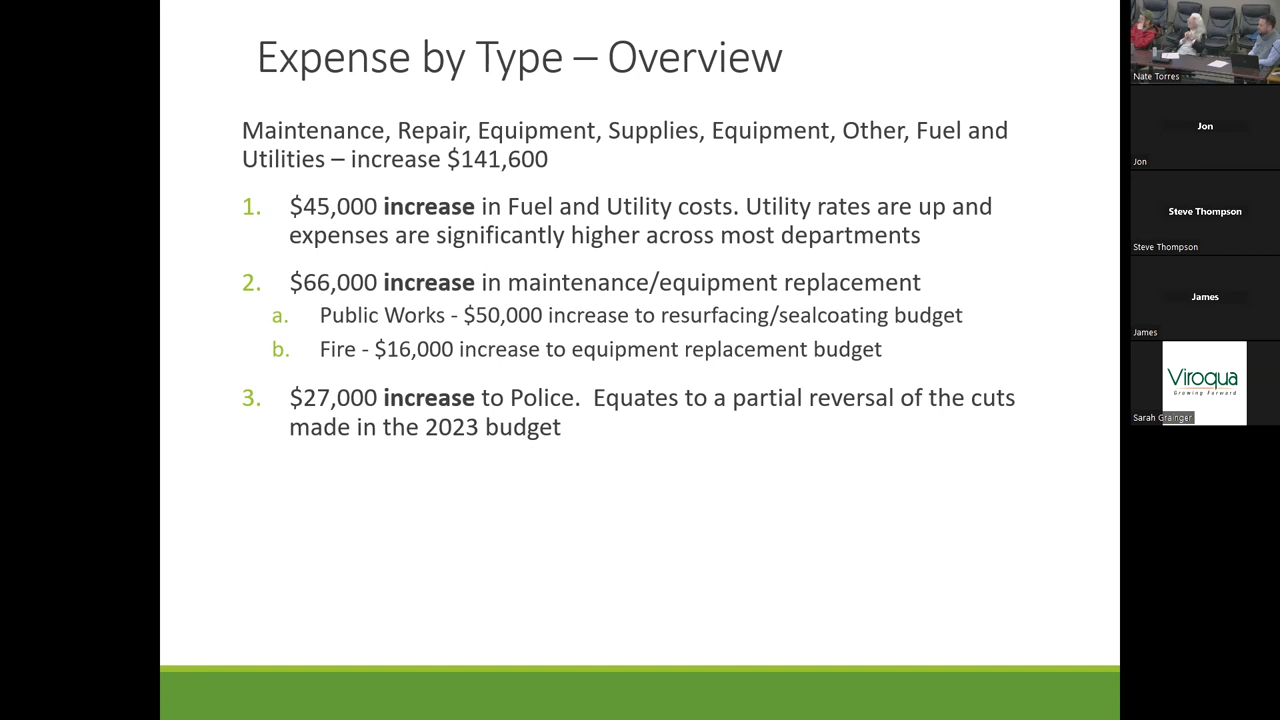 Expense by Type – Overview
Maintenance, Repair, Equipment, Supplies, Equipment, Other, Fuel and
Utilities – increase $141,600
1. $45,000 increase in Fuel and Utility costs. Utility rates are up and
expenses are significantly higher across most departments
2. $66,000 increase in maintenance/equipment replacement
a. Public Works - $50,000 increase to resurfacing/sealcoating budget
b. Fire - $16,000 increase to equipment replacement budget
3. $27,000 increase to Police.  Equates to a partial reversal of the cuts
made in the 2023 budget
Nate Torres
Jon
Jon
Steve Thompson
Steve Thompson
James
James
Viroqua
Growing Forward
Sarah Grainger